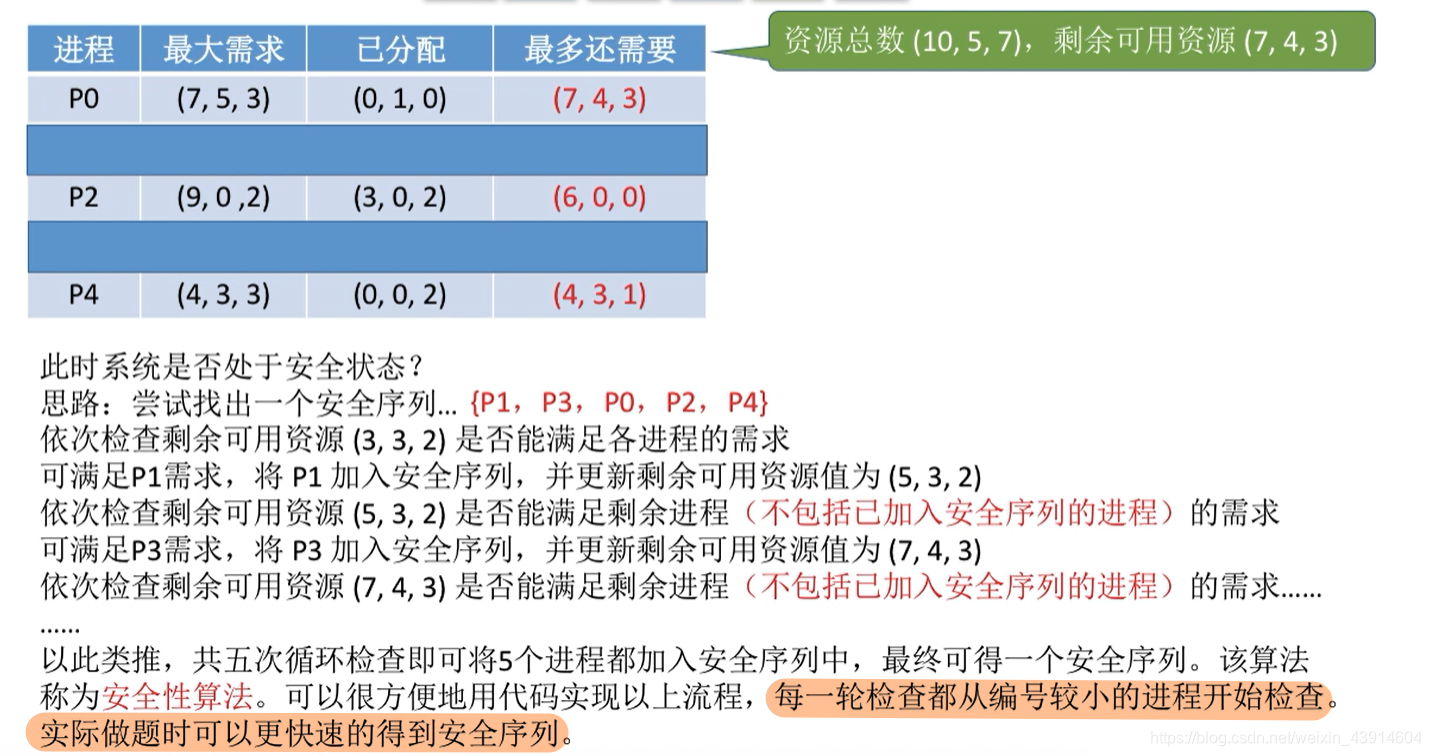 进程 最大需求 已分配 最多还需要
资源总数 (10, 5, 7)，剩余可用资源 (7, 4, 3)
P0 (7, 5, 3) (0, 1, 0) (7, 4, 3)
P2 (9, 0 ,2) (3, 0, 2) (6, 0, 0)
P4 (4, 3, 3) (0, 0, 2) (4, 3, 1)
此时系统是否处于安全状态？
思路：尝试找出一个安全序列... {P1，P3，P0，P2，P4}
依次检查剩余可用资源 (3, 3, 2) 是否能满足各进程的需求
可满足P1需求，将 P1 加入安全序列，并更新剩余可用资源值为 (5, 3, 2)
依次检查剩余可用资源 (5, 3, 2) 是否能满足剩余进程（不包括已加入安全序列的进程）的需求
可满足P3需求，将 P3 加入安全序列，并更新剩余可用资源值为 (7, 4, 3)
依次检查剩余可用资源 (7, 4, 3) 是否能满足剩余进程（不包括已加入安全序列的进程）的需求......
......
以此类推，共五次循环检查即可将5个进程都加入安全序列中，最终可得一个安全序列。该算法
称为安全性算法。可以很方便地用代码实现以上流程，每一轮检查都从编号较小的进程开始检查。
实际做题时可以更快速的得到安全序列。
https://blog.csdn.net/weixin_43914604